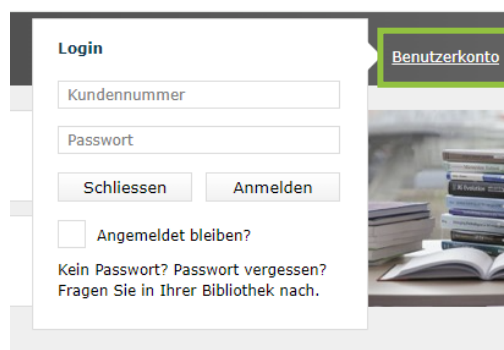 Login
Benutzerkonto
Kundennummer
Passwort
Schliessen Anmelden
Angemeldet bleiben?
Kein Passwort? Passwort vergessen?
Fragen Sie in Ihrer Bibliothek nach.